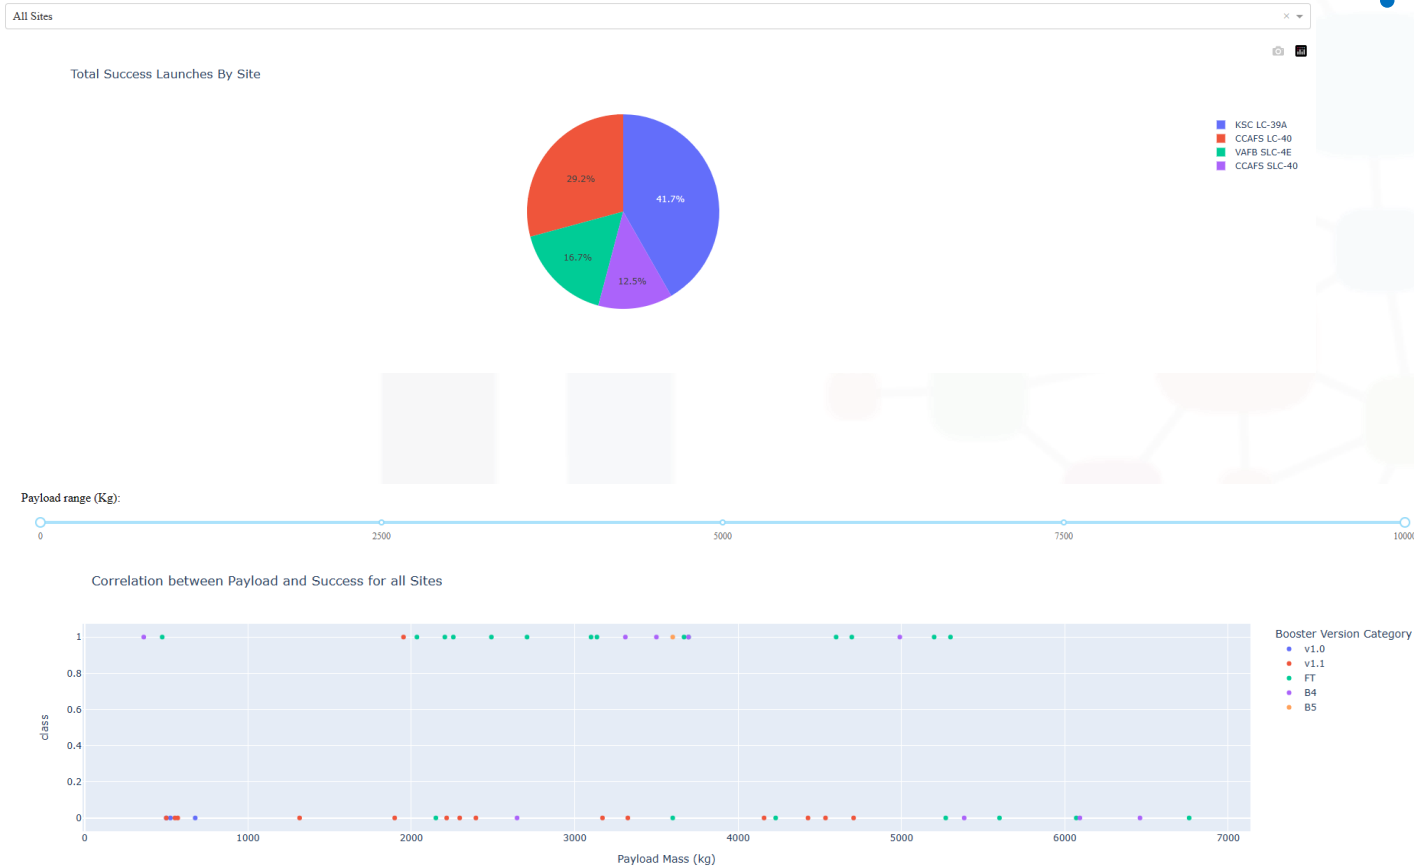 All Sites
Total Success Launches By Site
KSC LC-39A
CCAFS LC-40
VAFB SLC-4E
CCAFS SLC-40
29.2%
41.7%
16.7%
12.5%
Payload range (Kg):
0 2500 5000 7500 10000
Correlation between Payload and Success for all Sites
Booster Version Category
v1.0
v1.1
FT
B4
B5
class
1
0.8
0.6
0.4
0.2
0
0 1000 2000 3000 4000 5000 6000 7000
Payload Mass (kg)